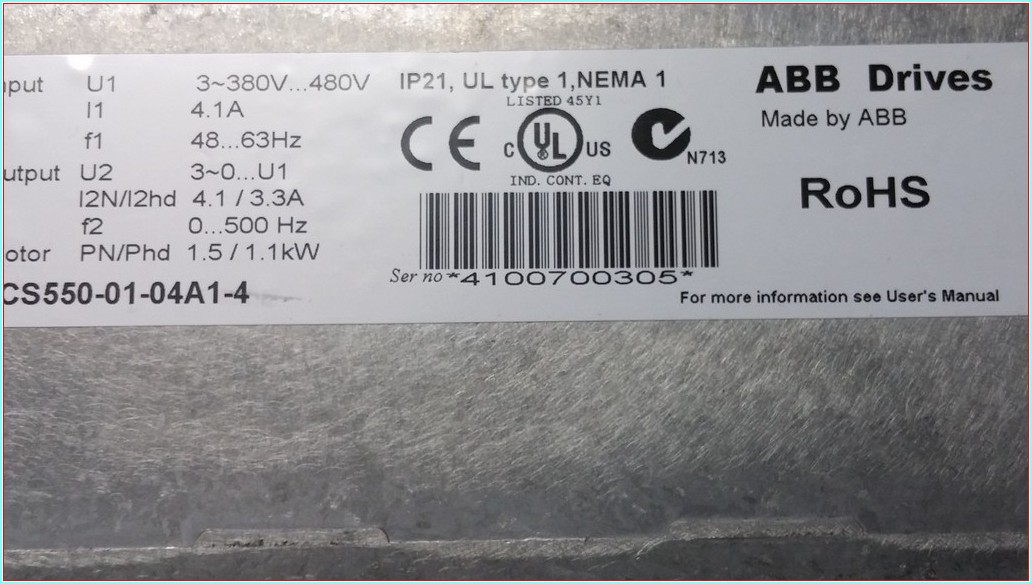 nput U1 3~380V...480V
I1 4.1A
f1 48...63Hz
utput U2 3~0...U1
I2N/I2hd 4.1 / 3.3A
f2 0...500 Hz
otor PN/Phd 1.5 / 1.1kW
CS550-01-04A1-4
IP21, UL type 1,NEMA 1
LISTED 45Y1
CE C UL US N713
IND. CONT. EQ
Ser no *4100700305*
ABB Drives
Made by ABB
RoHS
For more information see User's Manual